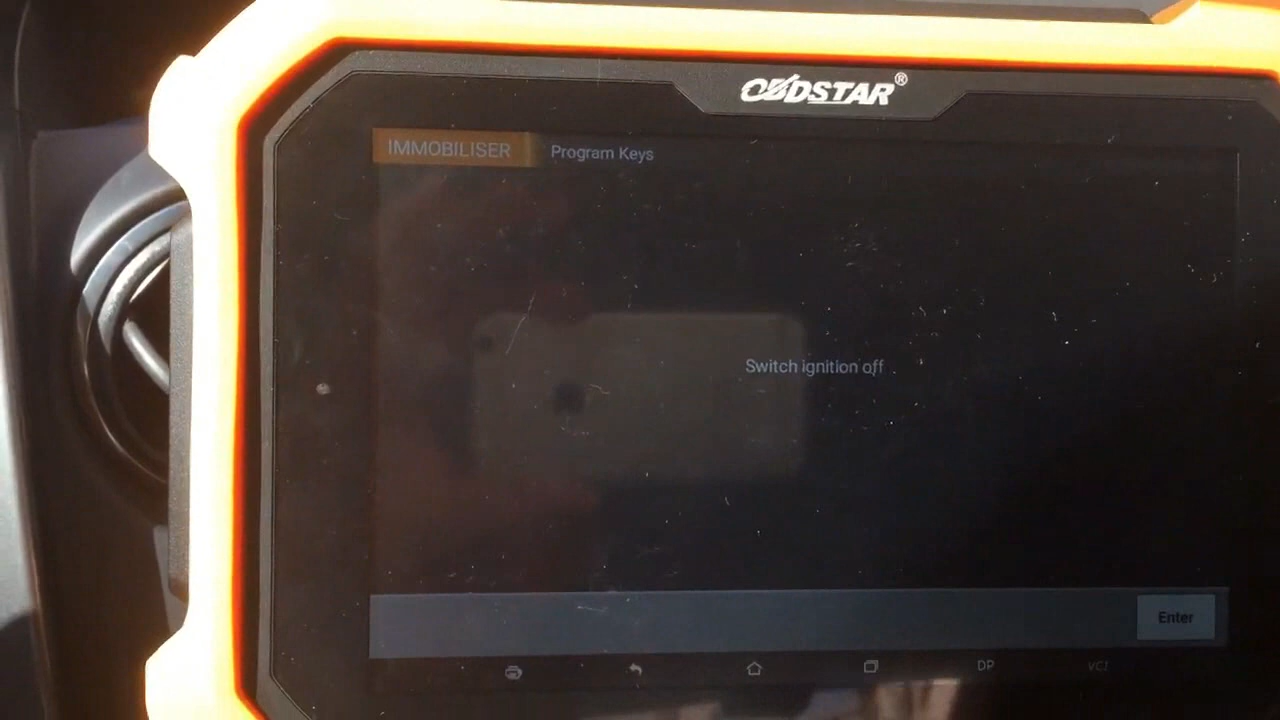 OBDSTAR®
IMMOBILISER Program Keys
Switch ignition off
Enter
DP VCI